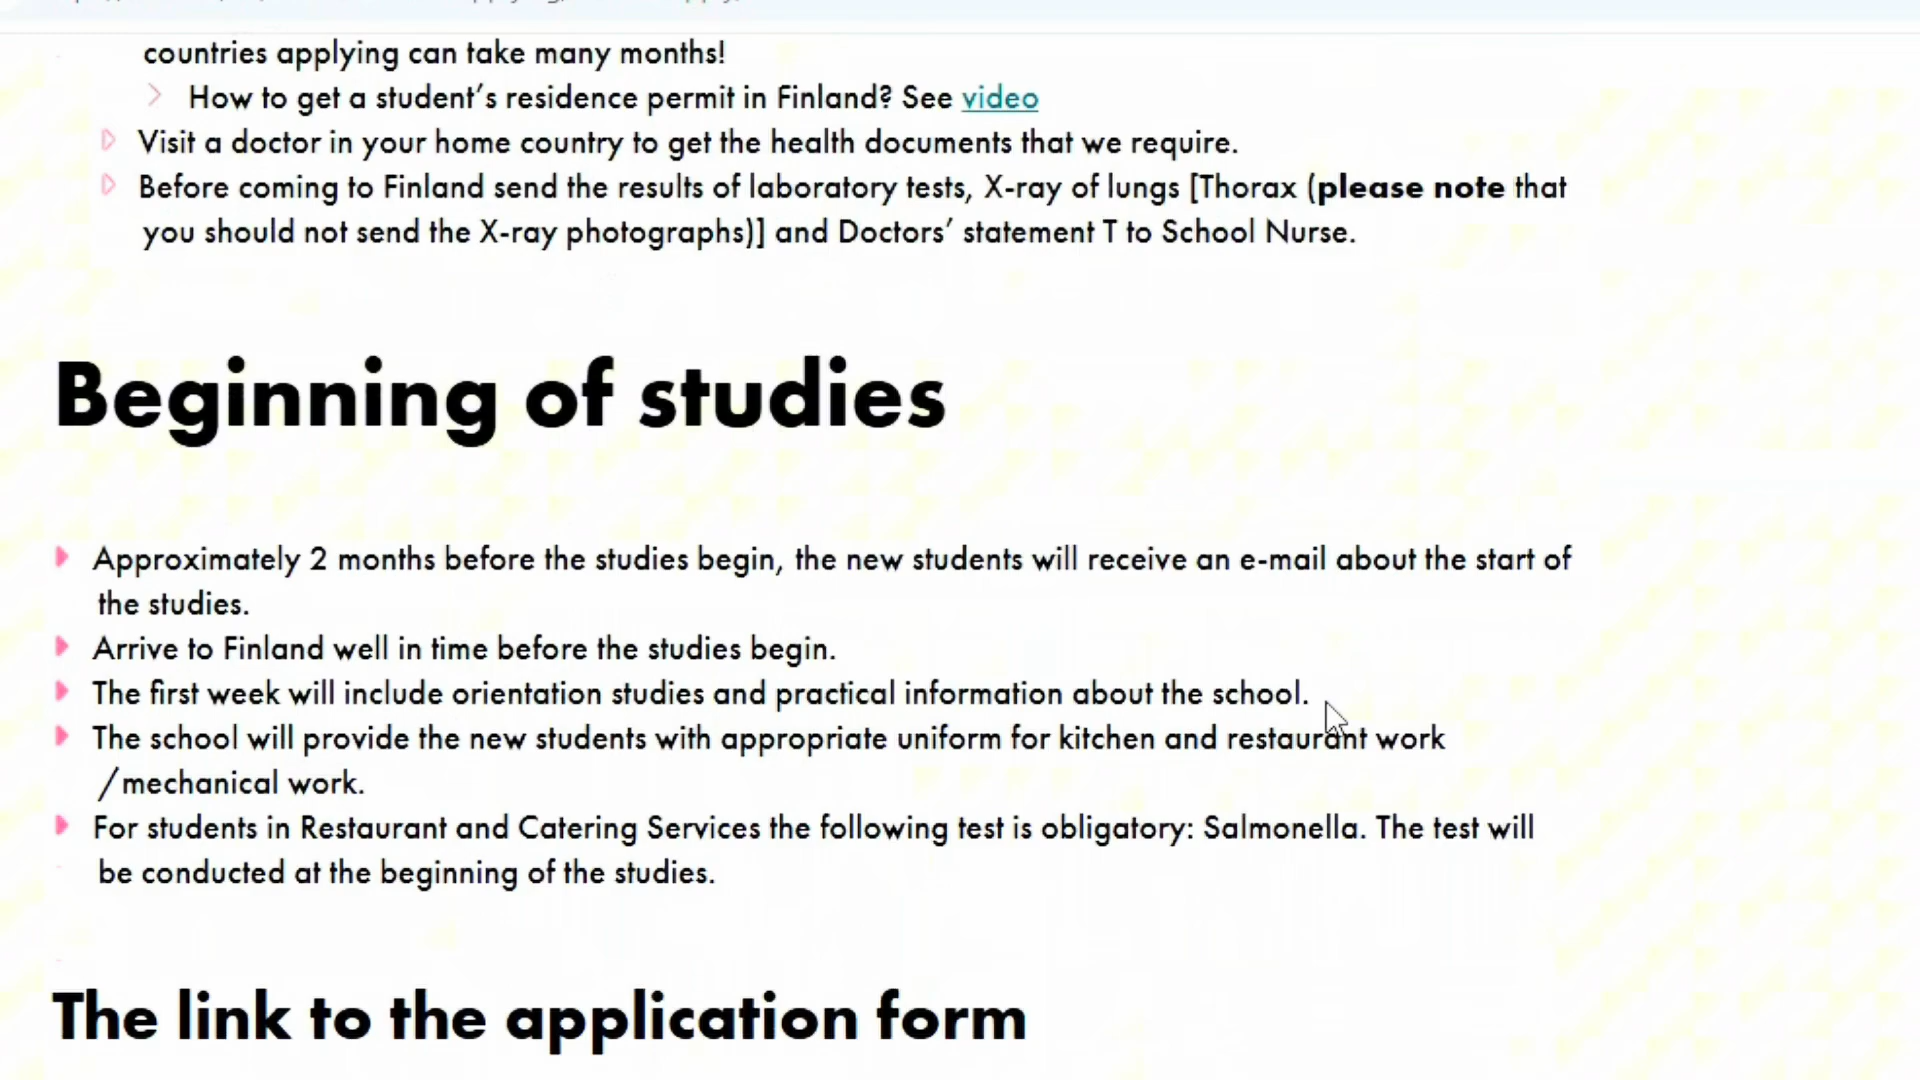 countries applying can take many months!
How to get a student's residence permit in Finland? See video
Visit a doctor in your home country to get the health documents that we require.
Before coming to Finland send the results of laboratory tests, X-ray of lungs [Thorax (please note that
you should not send the X-ray photographs)] and Doctors' statement T to School Nurse.
Beginning of studies
Approximately 2 months before the studies begin, the new students will receive an e-mail about the start of
the studies.
Arrive to Finland well in time before the studies begin.
The first week will include orientation studies and practical information about the school.
The school will provide the new students with appropriate uniform for kitchen and restaurant work
/mechanical work.
For students in Restaurant and Catering Services the following test is obligatory: Salmonella. The test will
be conducted at the beginning of the studies.
The link to the application form